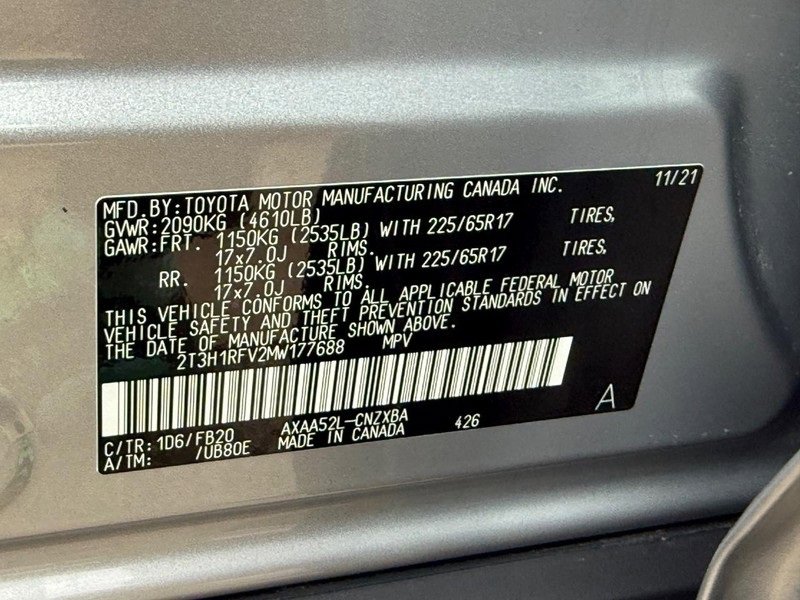 MFD. BY: TOYOTA MOTOR MANUFACTURING CANADA INC. 11/21
GVWR: 2090KG (4610LB)
GAWR: FRT. 1150KG (2535LB) WITH 225/65R17 TIRES,
17x7.0J RIMS.
RR. 1150KG (2535LB) WITH 225/65R17 TIRES,
17x7.0J RIMS.
THIS VEHICLE CONFORMS TO ALL APPLICABLE FEDERAL MOTOR
VEHICLE SAFETY AND THEFT PREVENTION STANDARDS IN EFFECT ON
THE DATE OF MANUFACTURE SHOWN ABOVE.
2T3H1RFV2MW177688 MPV
A
C/TR: 1D6/FB20 AXAA52L-CNZXBA 426
A/TM: /UB80E MADE IN CANADA